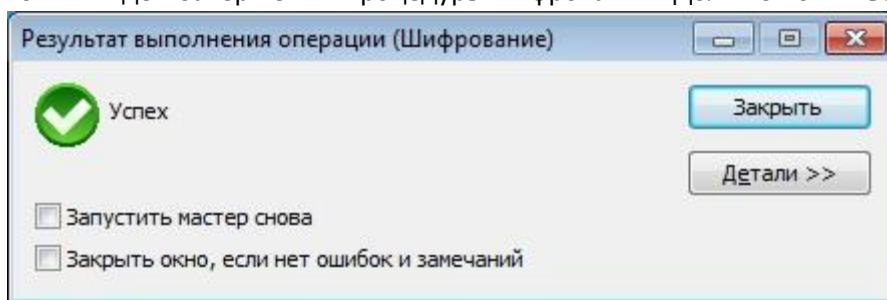 Результат выполнения операции (Шифрование)
Успех
Закрыть
Детали >>
Запустить мастер снова
Закрыть окно, если нет ошибок и замечаний